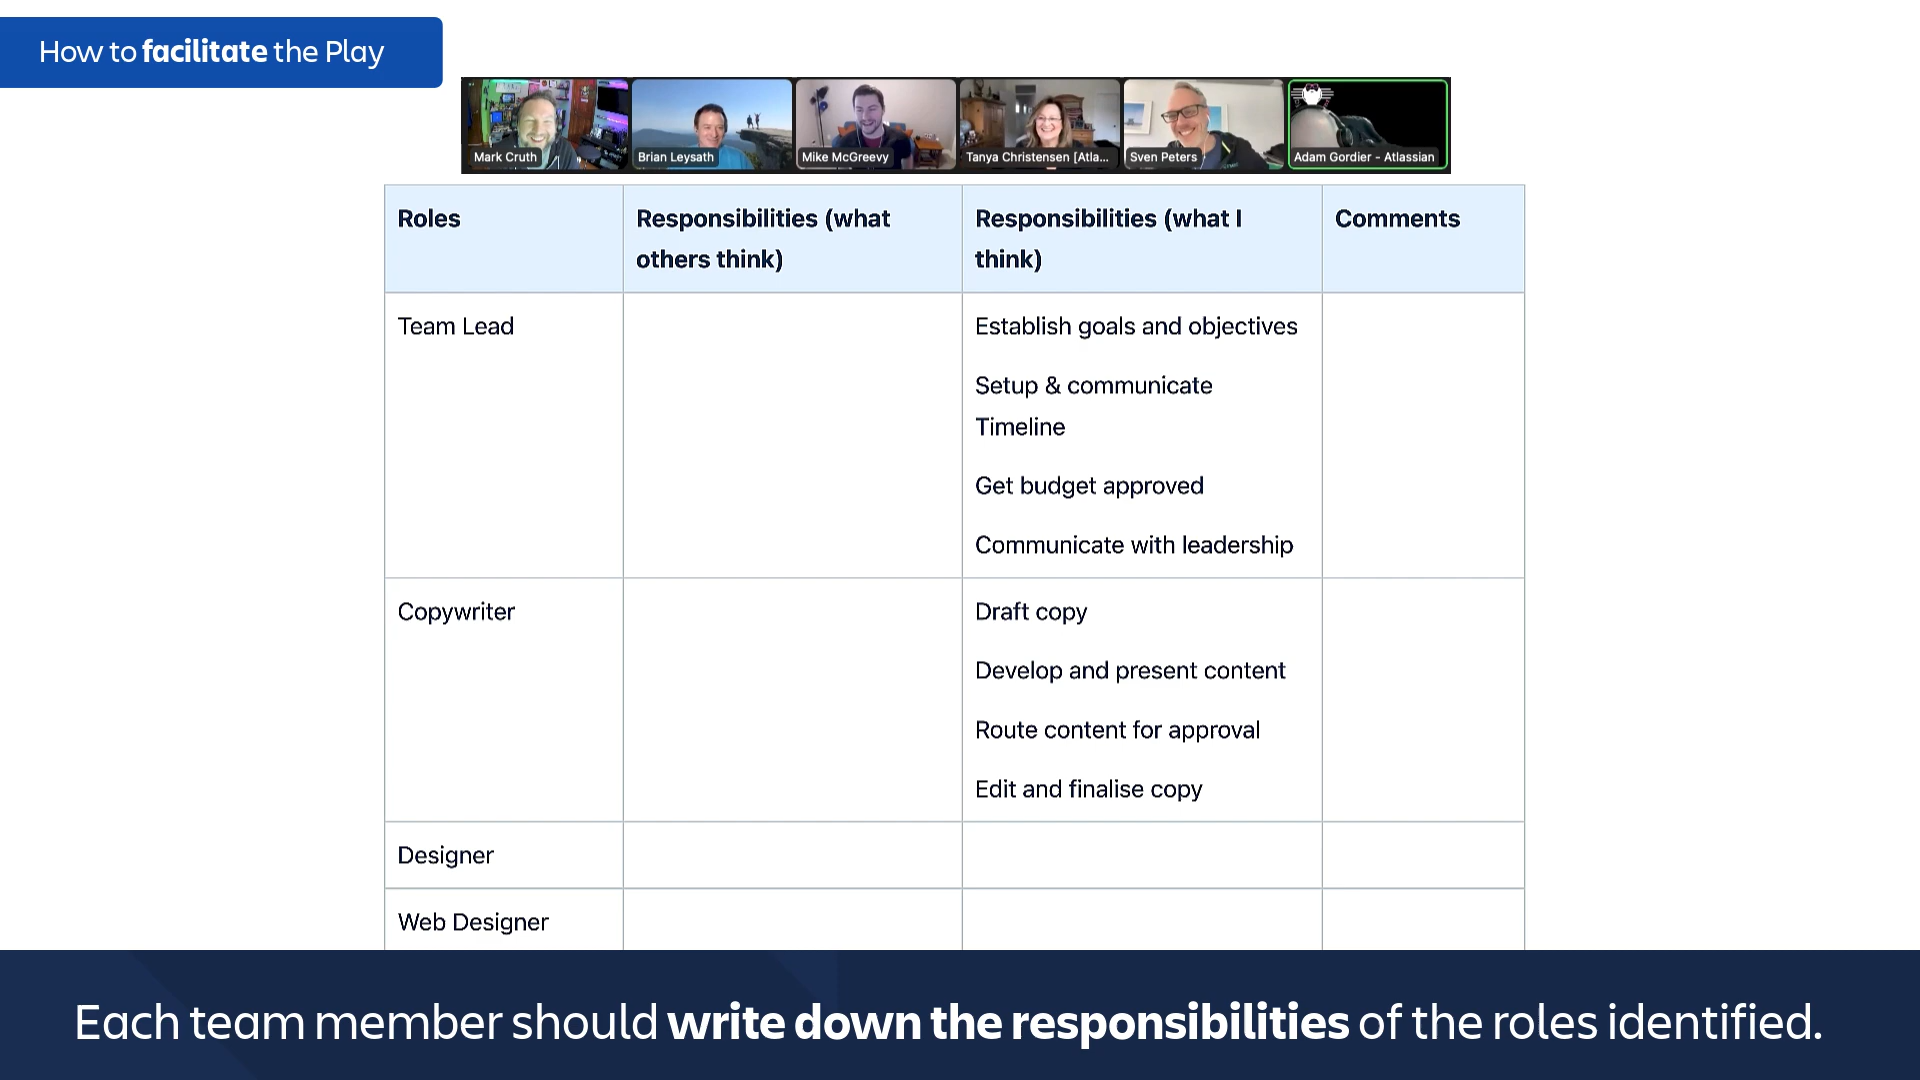 How to facilitate the Play
Mark Cruth
Brian Leysath
Mike McGreevy
Tanya Christensen [Atla...
Sven Peters
Adam Gordier - Atlassian
Roles
Responsibilities (what
others think)
Responsibilities (what I
think)
Comments
Team Lead
Establish goals and objectives
Setup & communicate
Timeline
Get budget approved
Communicate with leadership
Copywriter
Draft copy
Develop and present content
Route content for approval
Edit and finalise copy
Designer
Web Designer
Each team member should write down the responsibilities of the roles identified.